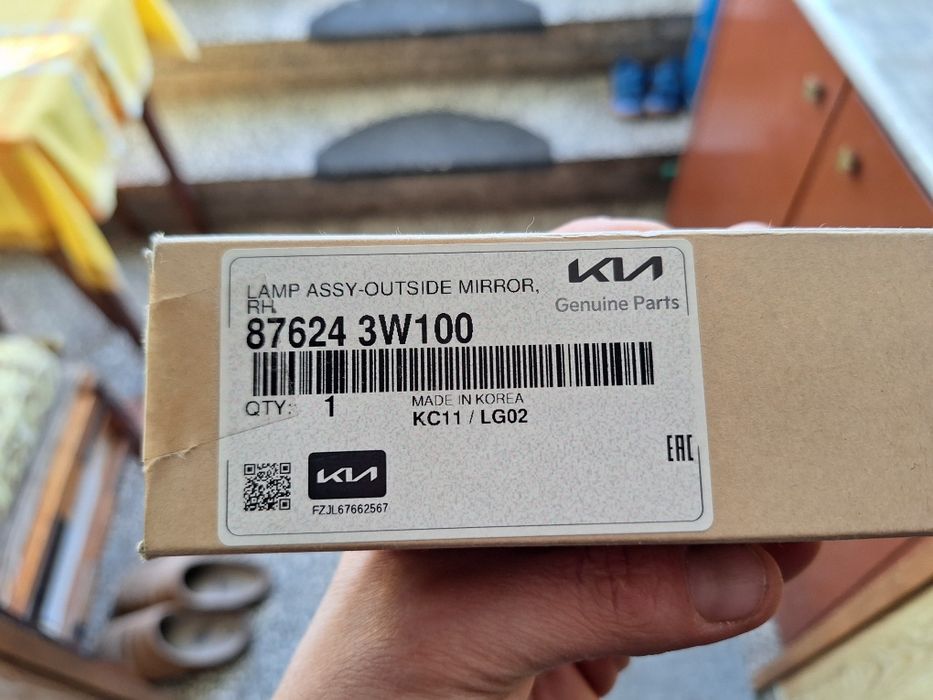 LAMP ASSY-OUTSIDE MIRROR,
RH.
KIA
Genuine Parts
87624 3W100
QTY: 1
MADE IN KOREA
KC11 / LG02
EAC
KIA
FZJL67662567